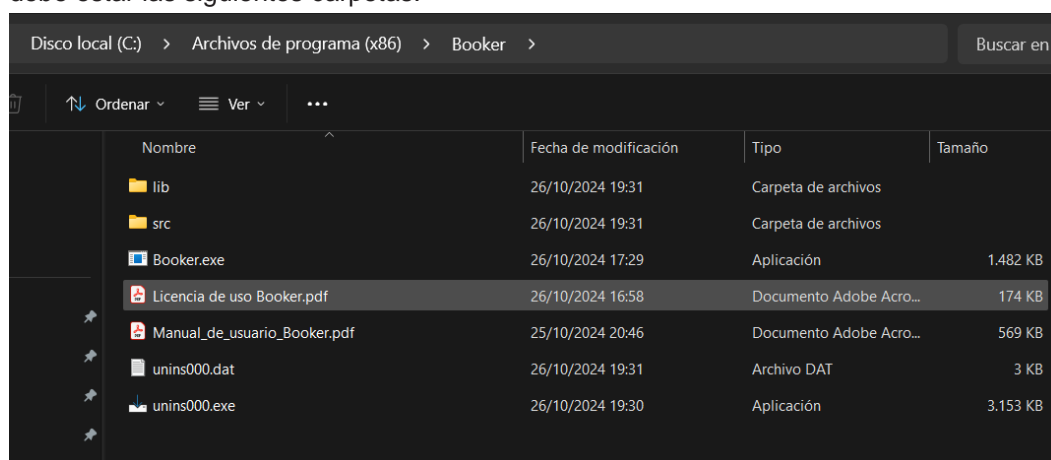 debe estar las siguientes carpetas:
Disco local (C:) > Archivos de programa (x86) > Booker > Buscar en
Ordenar Ver ...
Nombre Fecha de modificación Tipo Tamaño
lib 26/10/2024 19:31 Carpeta de archivos
src 26/10/2024 19:31 Carpeta de archivos
Booker.exe 26/10/2024 17:29 Aplicación 1.482 KB
Licencia de uso Booker.pdf 26/10/2024 16:58 Documento Adobe Acro... 174 KB
Manual_de_usuario_Booker.pdf 25/10/2024 20:46 Documento Adobe Acro... 569 KB
unins000.dat 26/10/2024 19:31 Archivo DAT 3 KB
unins000.exe 26/10/2024 19:30 Aplicación 3.153 KB